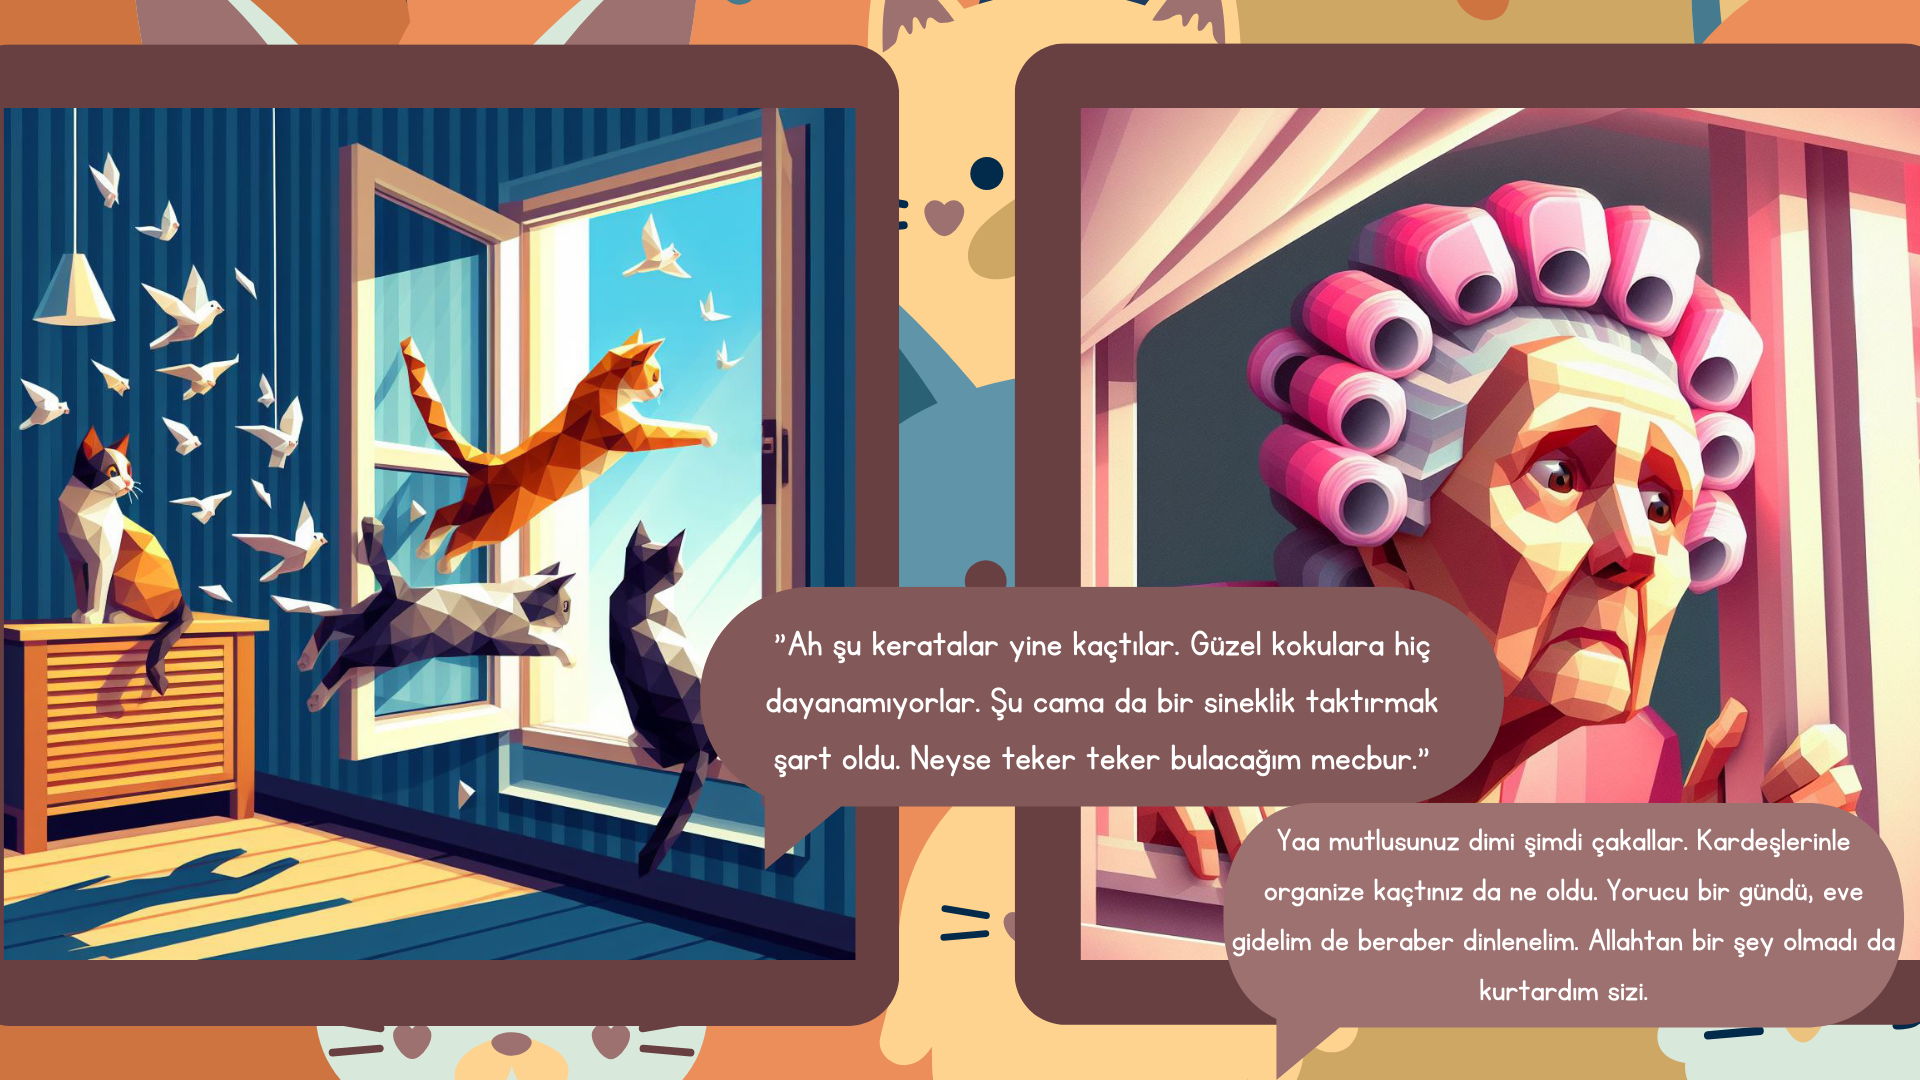 "Ah şu keratalar yine kaçtılar. Güzel kokulara hiç
dayanamıyorlar. Şu cama da bir sineklik taktırmak
şart oldu. Neyse teker teker bulacağım mecbur."
Yaa mutlusunuz dimi şimdi çakallar. Kardeşlerinle
organize kaçtınız da ne oldu. Yorucu bir gündü, eve
gidelim de beraber dinlenelim. Allahtan bir şey olmadı da
kurtardım sizi.